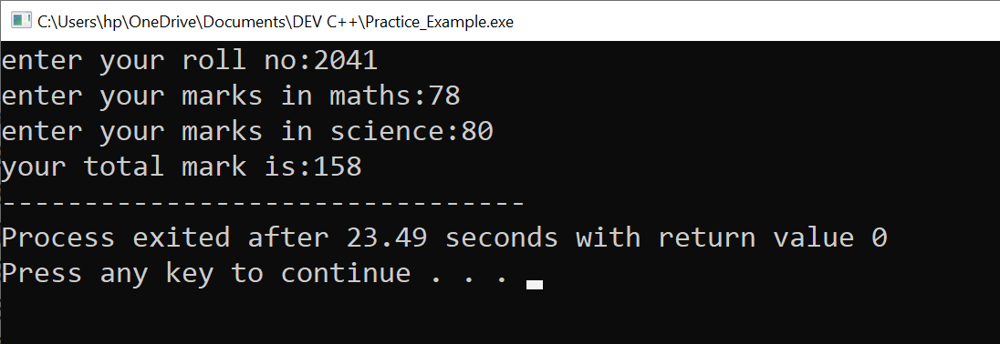 C:\Users\hp\OneDrive\Documents\DEV C++\Practice_Example.exe
enter your roll no:2041
enter your marks in maths:78
enter your marks in science:80
your total mark is:158
--------------------------------
Process exited after 23.49 seconds with return value 0
Press any key to continue . . .